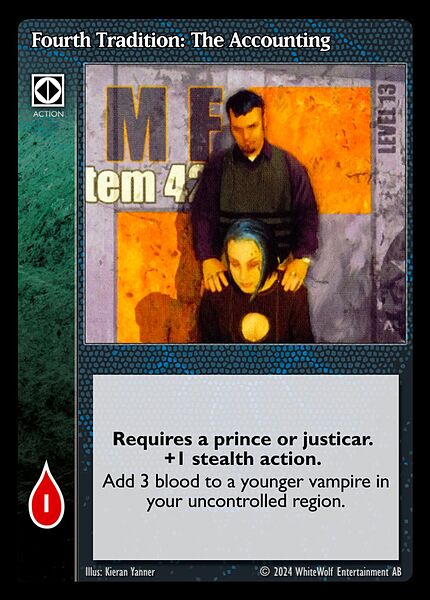 Fourth Tradition: The Accounting
ACTION
M E
tem 42
LEVEL 13
Requires a prince or justicar.
+1 stealth action.
Add 3 blood to a younger vampire in
your uncontrolled region.
1
Illus: Kieran Yanner
© 2024 WhiteWolf Entertainment AB